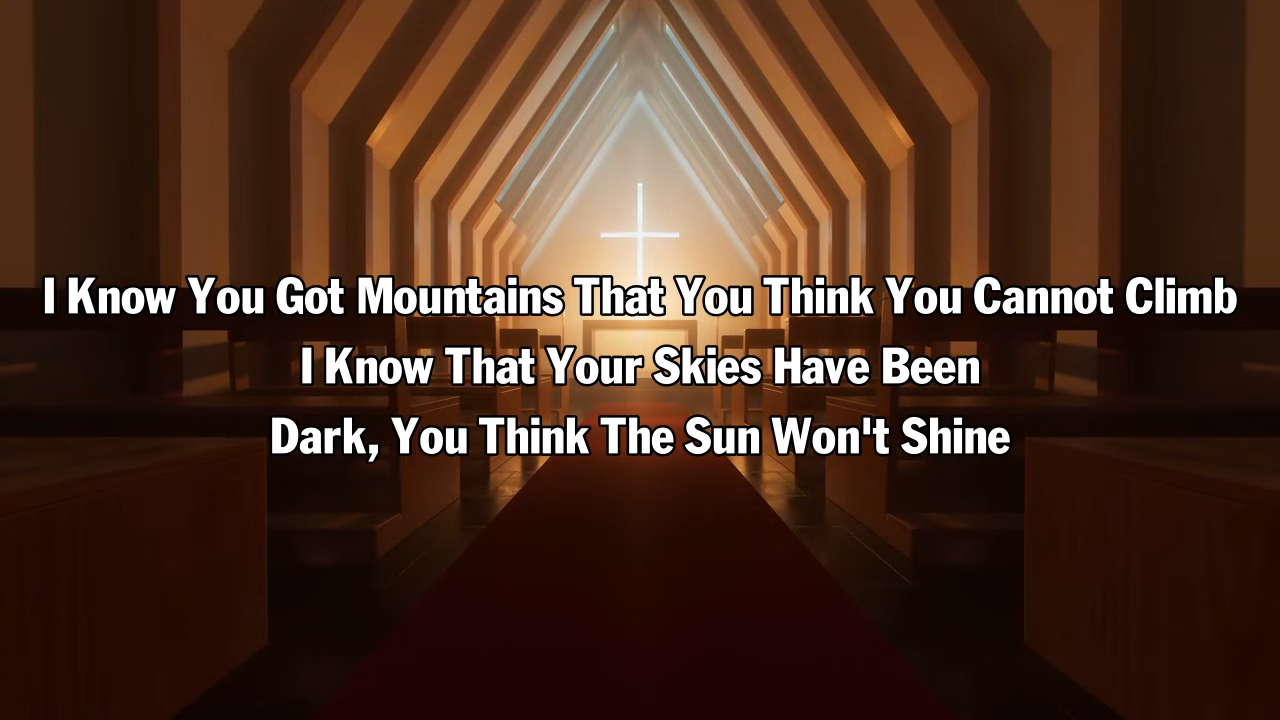 I Know You Got Mountains That You Think You Cannot Climb
I Know That Your Skies Have Been
Dark, You Think The Sun Won't Shine